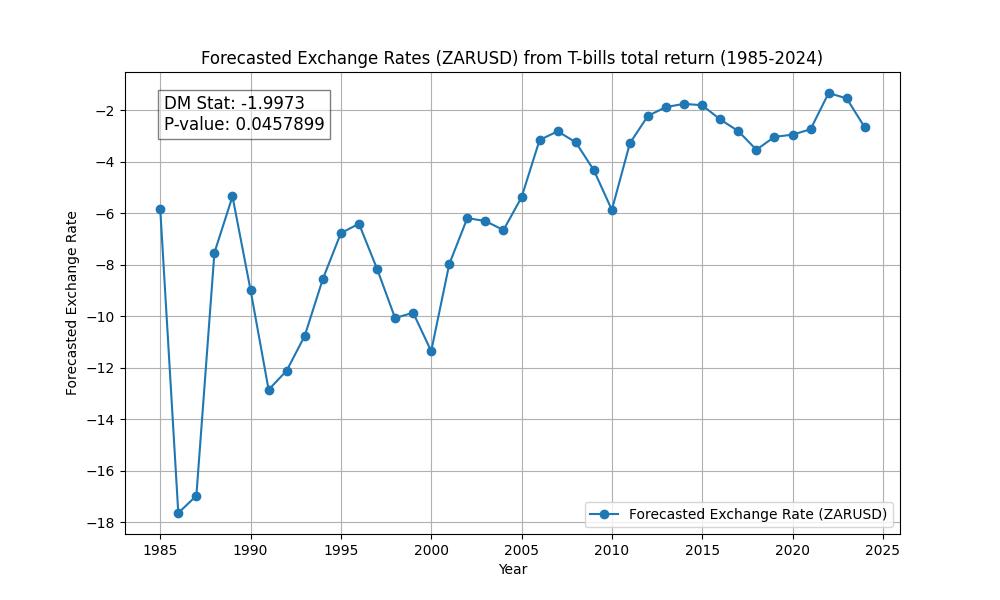 Forecasted Exchange Rates (ZARUSD) from T-bills total return (1985-2024)
DM Stat: -1.9973
P-value: 0.0457899
−2
−4
−6
−8
−10
−12
−14
−16
−18
Forecasted Exchange Rate
Forecasted Exchange Rate (ZARUSD)
1985 1990 1995 2000 2005 2010 2015 2020 2025
Year